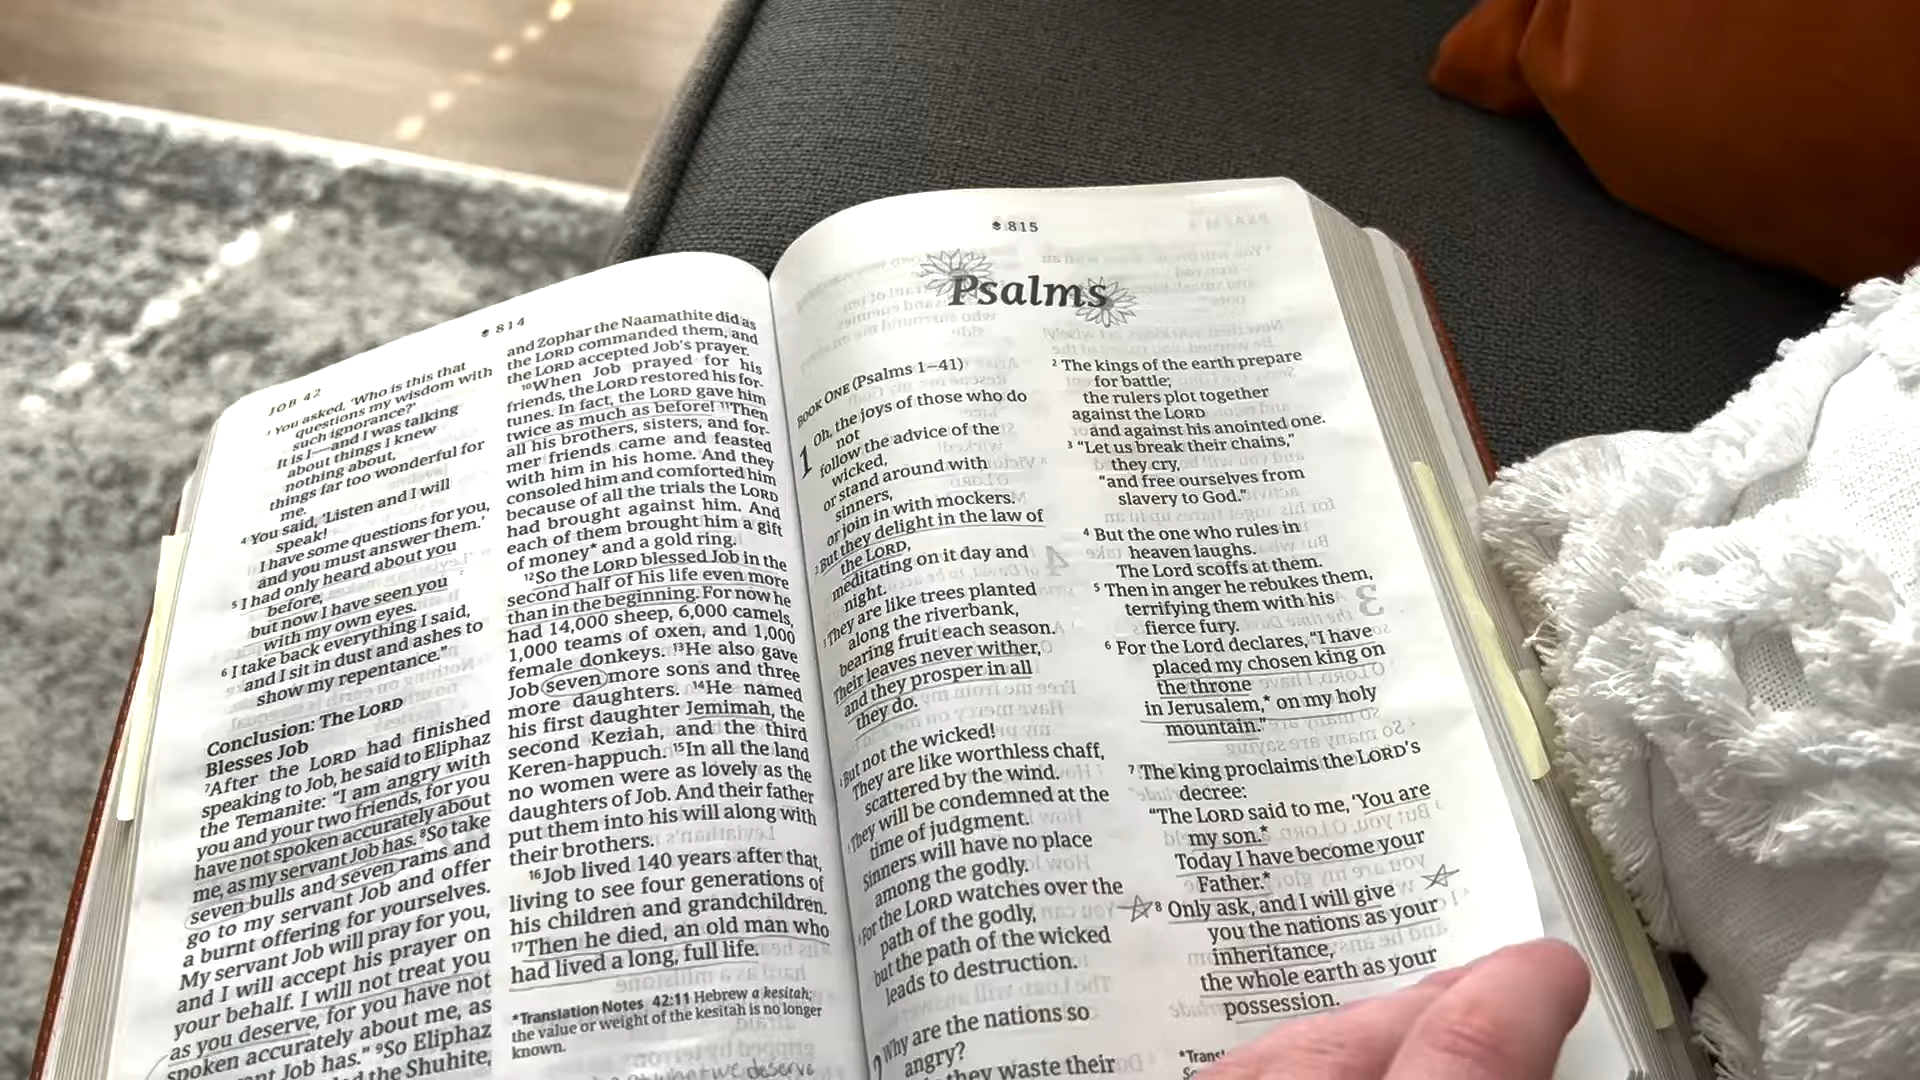 JOB 42
814
³ You asked, 'Who is this that
questions my wisdom with
such ignorance?'
It is I—and I was talking
about things I knew
nothing about,
things far too wonderful for
me.
⁴ You said, 'Listen and I will
speak!
I have some questions for you,
and you must answer them.'
⁵ I had only heard about you
before,
but now I have seen you
with my own eyes.
⁶ I take back everything I said,
and I sit in dust and ashes to
show my repentance."
Conclusion: The LORD
Blesses Job
⁷After the LORD had finished
speaking to Job, he said to Eliphaz
the Temanite: "I am angry with
you and your two friends, for you
have not spoken accurately about
me, as my servant Job has. ⁸So take
seven bulls and seven rams and
go to my servant Job and offer
a burnt offering for yourselves.
My servant Job will pray for you,
and I will accept his prayer on
your behalf. I will not treat you
as you deserve, for you have not
spoken accurately about me, as
Job has." ⁹So Eliphaz
the Shuhite,
and Zophar the Naamathite did as
the LORD commanded them, and
the LORD accepted Job's prayer.
¹⁰When Job prayed for his
friends, the LORD restored his for-
tunes. In fact, the LORD gave him
twice as much as before! ¹¹Then
all his brothers, sisters, and for-
mer friends came and feasted
with him in his home. And they
consoled him and comforted him
because of all the trials the LORD
had brought against him. And
each of them brought him a gift
of money* and a gold ring.
¹²So the LORD blessed Job in the
second half of his life even more
than in the beginning. For now he
had 14,000 sheep, 6,000 camels,
1,000 teams of oxen, and 1,000
female donkeys. ¹³He also gave
Job seven more sons and three
more daughters. ¹⁴He named
his first daughter Jemimah, the
second Keziah, and the third
Keren-happuch. ¹⁵In all the land
no women were as lovely as the
daughters of Job. And their father
put them into his will along with
their brothers.
¹⁶Job lived 140 years after that,
living to see four generations of
his children and grandchildren.
¹⁷Then he died, an old man who
had lived a long, full life.
*Translation Notes 42:11 Hebrew a kesitah;
the value or weight of the kesitah is no longer
known.
what we deserve
815
Psalms
BOOK ONE (Psalms 1–41)
1 Oh, the joys of those who do
not
follow the advice of the
wicked,
or stand around with
sinners,
or join in with mockers.
² But they delight in the law of
the LORD,
meditating on it day and
night.
³ They are like trees planted
along the riverbank,
bearing fruit each season.
Their leaves never wither,
and they prosper in all
they do.
⁴ But not the wicked!
They are like worthless chaff,
scattered by the wind.
⁵ They will be condemned at the
time of judgment.
Sinners will have no place
among the godly.
⁶ For the LORD watches over the
path of the godly,
but the path of the wicked
leads to destruction.
2 Why are the nations so
angry?
they waste their
² The kings of the earth prepare
for battle;
the rulers plot together
against the LORD
and against his anointed one.
³ "Let us break their chains,"
they cry,
"and free ourselves from
slavery to God."
⁴ But the one who rules in
heaven laughs.
The Lord scoffs at them.
⁵ Then in anger he rebukes them,
terrifying them with his
fierce fury.
⁶ For the Lord declares, "I have
placed my chosen king on
the throne
in Jerusalem,* on my holy
mountain."
⁷ The king proclaims the LORD's
decree:
"The LORD said to me, 'You are
my son.*
Today I have become your
Father.*
⁸ Only ask, and I will give
you the nations as your
inheritance,
the whole earth as your
possession.